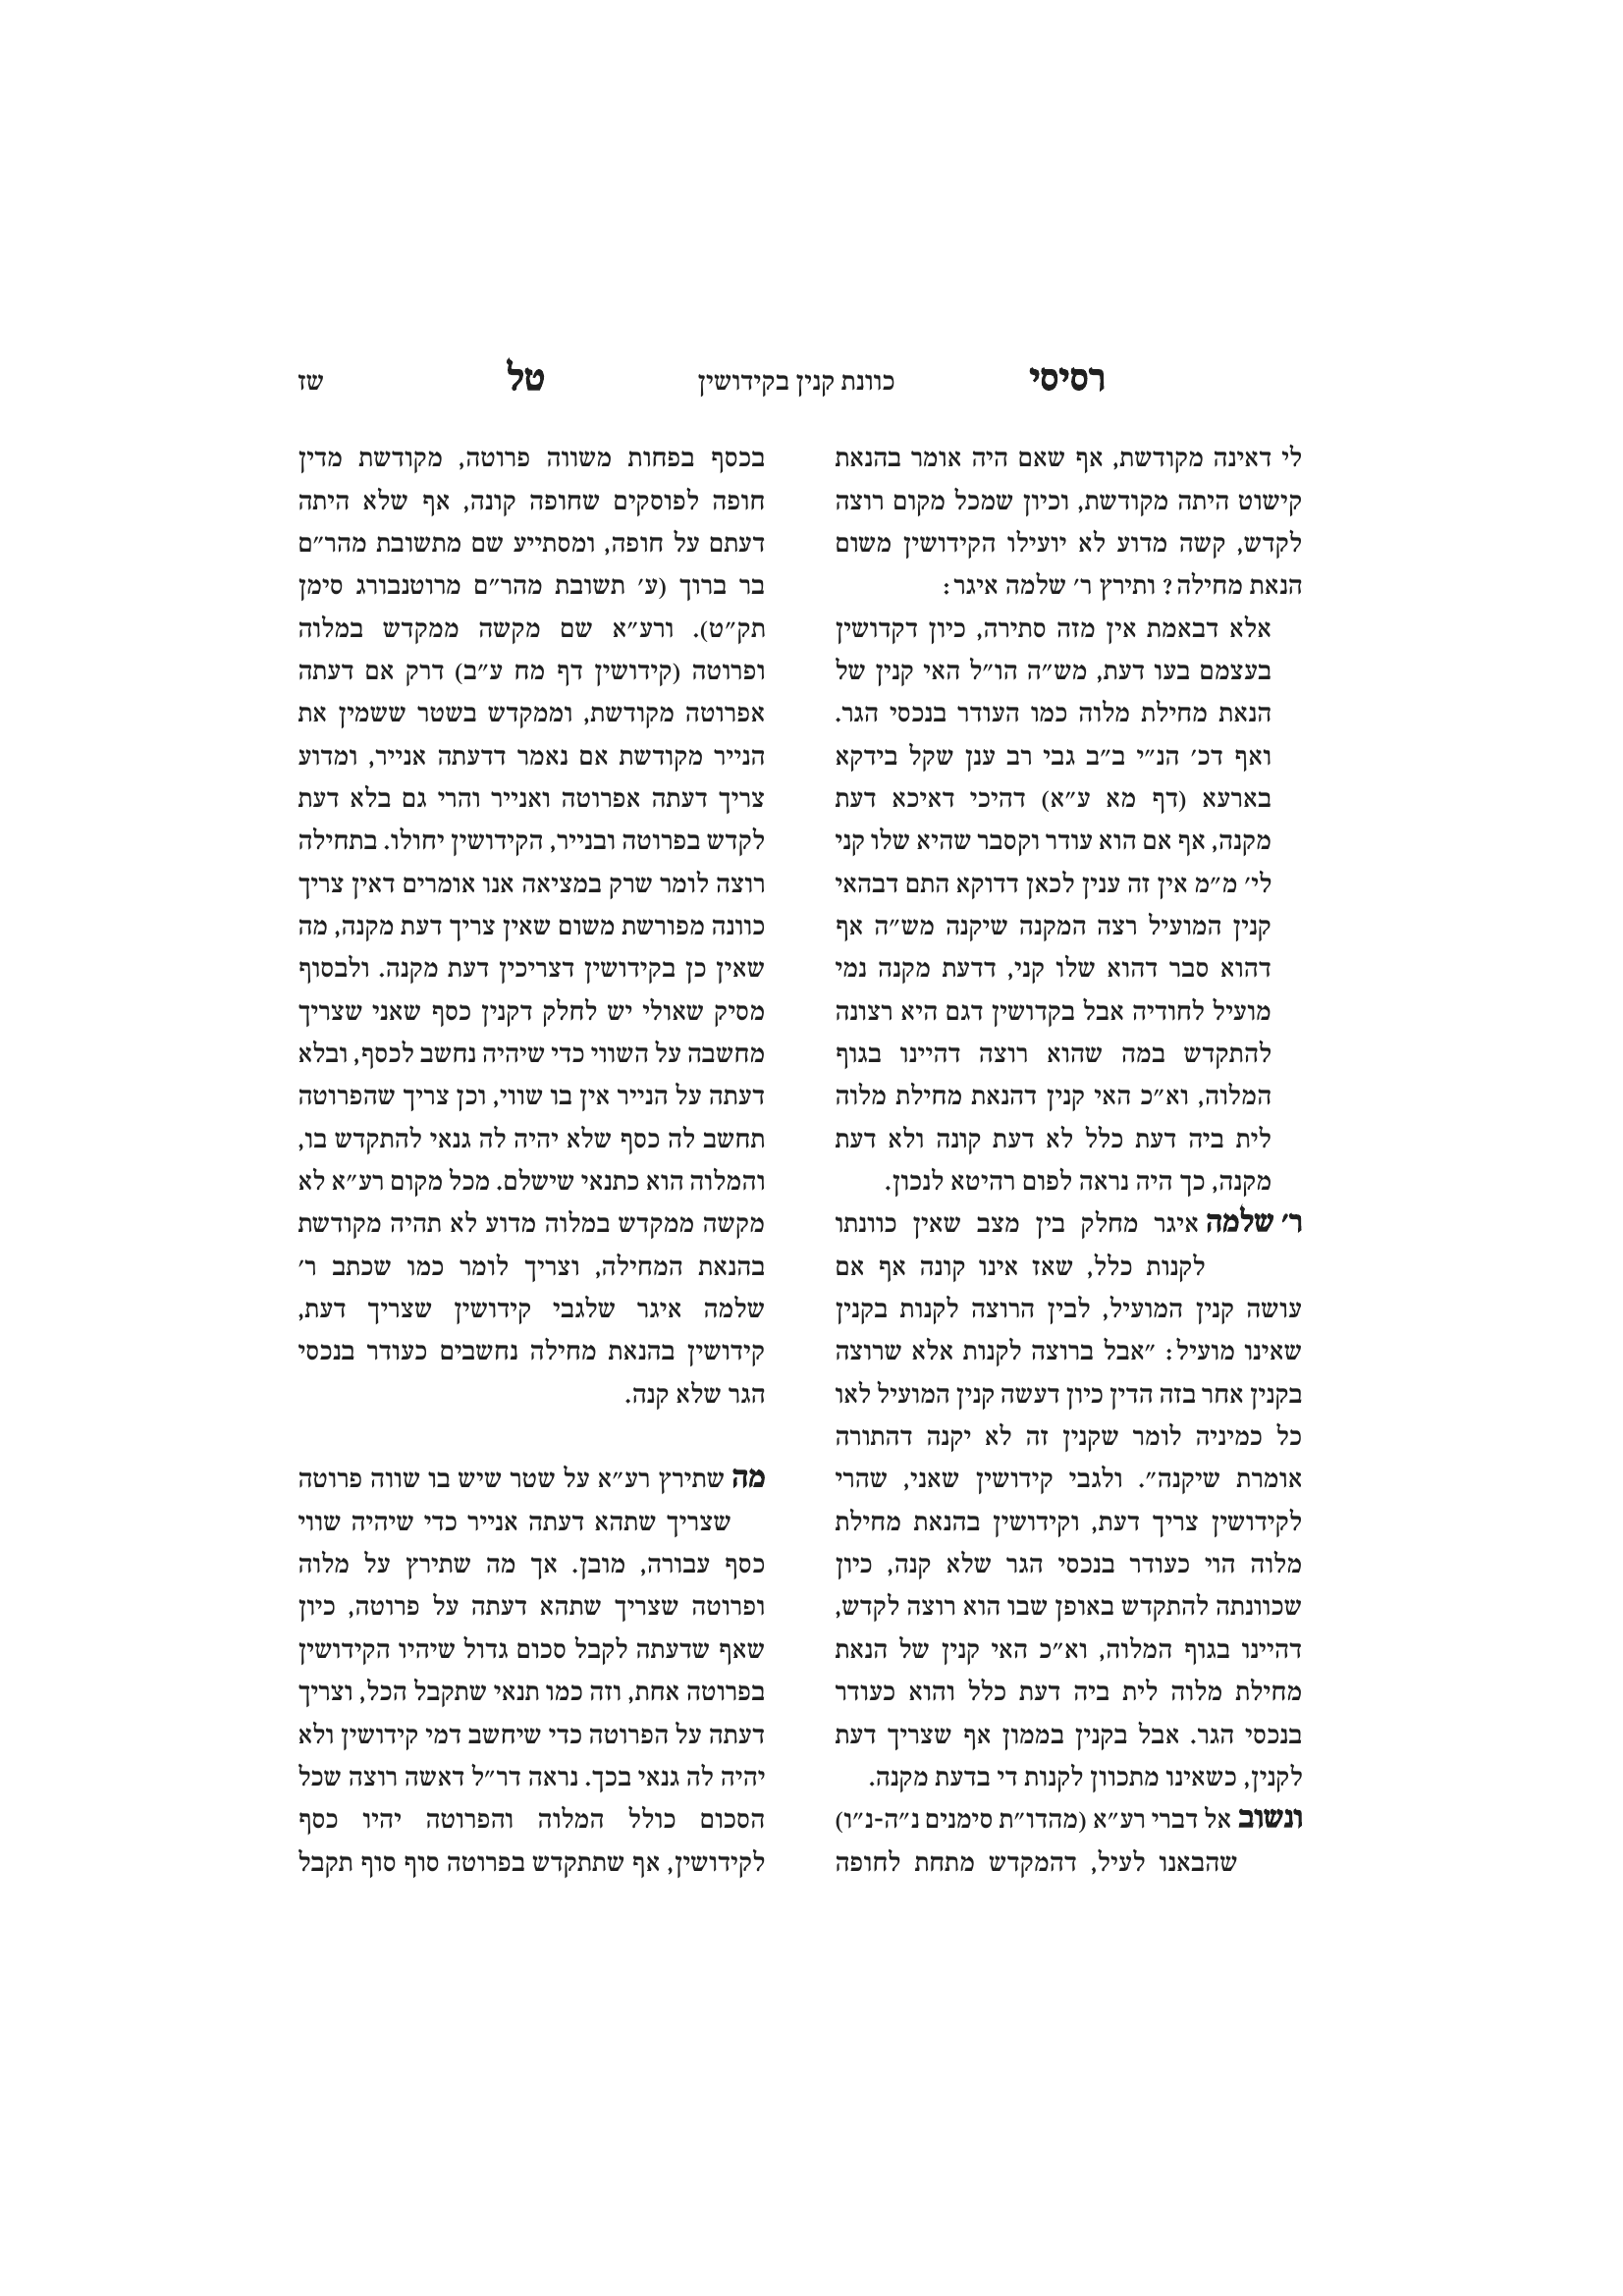 רסיסי כוונת קנין בקידושין טל שז
לי דאינה מקודשת, אף שאם היה אומר בהנאת
קישוט היתה מקודשת, וכיון שמכל מקום רוצה
לקדש, קשה מדוע לא יועילו הקידושין משום
הנאת מחילה? ותירץ ר׳ שלמה איגר:
אלא דבאמת אין מזה סתירה, כיון דקדושין
בעצמם בעו דעת, מש״ה הו״ל האי קנין של
הנאת מחילת מלוה כמו העודר בנכסי הגר.
ואף דכ׳ הנ״י ב״ב גבי רב ענן שקל בידקא
בארעא (דף מא ע״א) דהיכי דאיכא דעת
מקנה, אף אם הוא עודר וקסבר שהיא שלו קני
לי׳ מ״מ אין זה ענין לכאן דדוקא התם דבהאי
קנין המועיל רצה המקנה שיקנה מש״ה אף
דהוא סבר דהוא שלו קני, דדעת מקנה נמי
מועיל לחודיה אבל בקדושין דגם היא רצונה
להתקדש במה שהוא רוצה דהיינו בגוף
המלוה, וא״כ האי קנין דהנאת מחילת מלוה
לית ביה דעת כלל לא דעת קונה ולא דעת
מקנה, כך היה נראה לפום רהיטא לנכון.
ר׳ שלמה איגר מחלק בין מצב שאין כוונתו
לקנות כלל, שאז אינו קונה אף אם
עושה קנין המועיל, לבין הרוצה לקנות בקנין
שאינו מועיל: ״אבל ברוצה לקנות אלא שרוצה
בקנין אחר בזה הדין כיון דעשה קנין המועיל לאו
כל כמיניה לומר שקנין זה לא יקנה דהתורה
אומרת שיקנה״. ולגבי קידושין שאני, שהרי
לקידושין צריך דעת, וקידושין בהנאת מחילת
מלוה הוי כעודר בנכסי הגר שלא קנה, כיון
שכוונתה להתקדש באופן שבו הוא רוצה לקדש,
דהיינו בגוף המלוה, וא״כ האי קנין של הנאת
מחילת מלוה לית ביה דעת כלל והוא כעודר
בנכסי הגר. אבל בקנין בממון אף שצריך דעת
לקנין, כשאינו מתכוון לקנות די בדעת מקנה.
ונשוב אל דברי רע״א (מהדו״ת סימנים נ״ה-נ״ו)
שהבאנו לעיל, דהמקדש מתחת לחופה
בכסף בפחות משווה פרוטה, מקודשת מדין
חופה לפוסקים שחופה קונה, אף שלא היתה
דעתם על חופה, ומסתייע שם מתשובת מהר״ם
בר ברוך (ע׳ תשובת מהר״ם מרוטנבורג סימן
תק״ט). ורע״א שם מקשה ממקדש במלוה
ופרוטה (קידושין דף מח ע״ב) דרק אם דעתה
אפרוטה מקודשת, וממקדש בשטר ששמין את
הנייר מקודשת אם נאמר דדעתה אנייר, ומדוע
צריך דעתה אפרוטה ואנייר והרי גם בלא דעת
לקדש בפרוטה ובנייר, הקידושין יחולו. בתחילה
רוצה לומר שרק במציאה אנו אומרים דאין צריך
כוונה מפורשת משום שאין צריך דעת מקנה, מה
שאין כן בקידושין דצריכין דעת מקנה. ולבסוף
מסיק שאולי יש לחלק דקנין כסף שאני שצריך
מחשבה על השווי כדי שיהיה נחשב לכסף, ובלא
דעתה על הנייר אין בו שווי, וכן צריך שהפרוטה
תחשב לה כסף שלא יהיה לה גנאי להתקדש בו,
והמלוה הוא כתנאי שישלם. מכל מקום רע״א לא
מקשה ממקדש במלוה מדוע לא תהיה מקודשת
בהנאת המחילה, וצריך לומר כמו שכתב ר׳
שלמה איגר שלגבי קידושין שצריך דעת,
קידושין בהנאת מחילה נחשבים כעודר בנכסי
הגר שלא קנה.
מה שתירץ רע״א על שטר שיש בו שווה פרוטה
שצריך שתהא דעתה אנייר כדי שיהיה שווי
כסף עבורה, מובן. אך מה שתירץ על מלוה
ופרוטה שצריך שתהא דעתה על פרוטה, כיון
שאף שדעתה לקבל סכום גדול שיהיו הקידושין
בפרוטה אחת, וזה כמו תנאי שתקבל הכל, וצריך
דעתה על הפרוטה כדי שיחשב דמי קידושין ולא
יהיה לה גנאי בכך. נראה דר״ל דאשה רוצה שכל
הסכום כולל המלוה והפרוטה יהיו כסף
לקידושין, אף שתתקדש בפרוטה סוף סוף תקבל